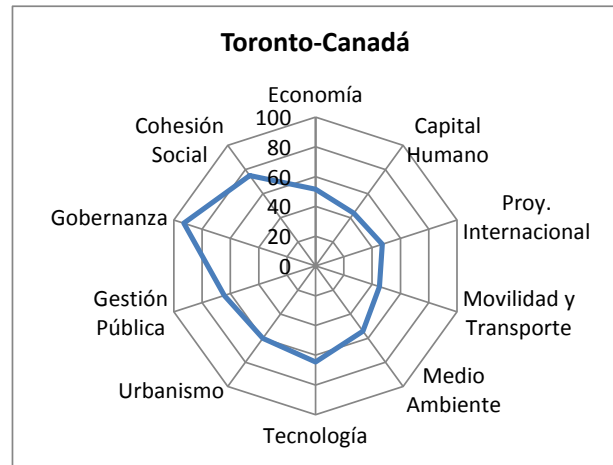 Toronto-Canadá
Economía
Capital
Humano
Proy.
Internacional
Movilidad y
Transporte
Medio
Ambiente
Tecnología
Urbanismo
Gestión
Pública
Gobernanza
Cohesión
Social
100
80
60
40
20
0